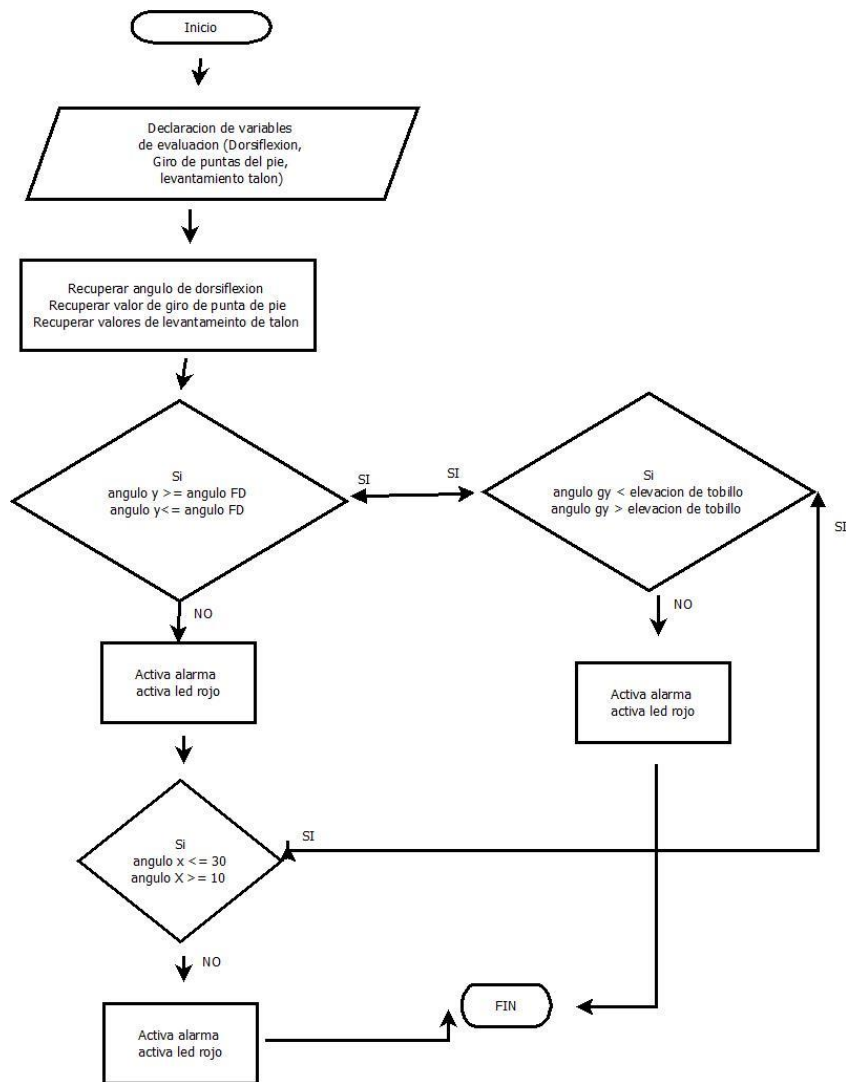 Inicio
Declaracion de variables
de evaluacion (Dorsiflexion,
Giro de puntas del pie,
levantamiento talon)
Recuperar angulo de dorsiflexion
Recuperar valor de giro de punta de pie
Recuperar valores de levantameinto de talon
Si
angulo y >= angulo FD
angulo y<= angulo FD
SI
SI
Si
angulo gy < elevacion de tobillo
angulo gy > elevacion de tobillo
SI
NO
NO
Activa alarma
activa led rojo
Activa alarma
activa led rojo
Si
angulo x <= 30
angulo X >= 10
SI
NO
Activa alarma
activa led rojo
FIN